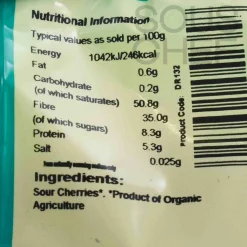 Nutritional Information
Typical values as sold per 100g
Energy 1042kJ/246kcal
Fat 0.6g
(of which saturates) 0.2g
Carbohydrate 50.8g
(of which sugars) 35.0g
Fibre 8.3g
Protein 5.3g
Salt 0.025g
Ingredients:
Sour Cherries*. *Product of Organic
Agriculture
Product Code DR132